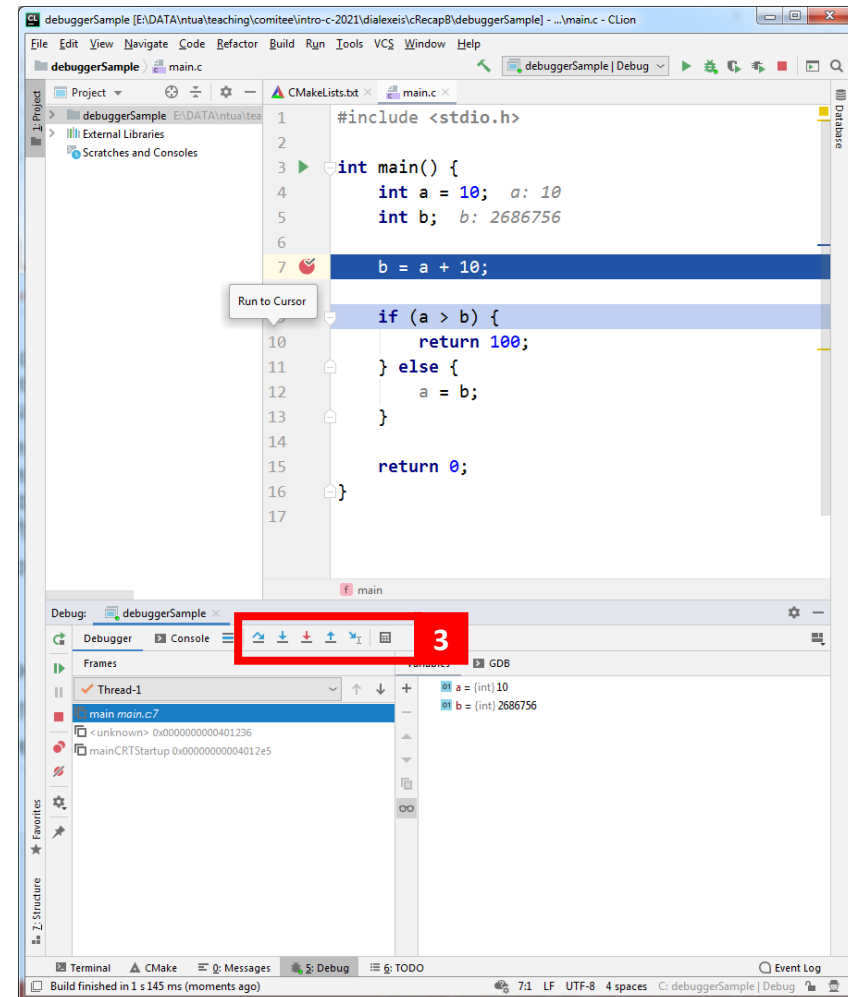 debuggerSample [E:\DATA\ntua\teaching\comitee\intro-c-2021\dialexeis\cRecapB\debuggerSample] - ...\main.c - CLion
File Edit View Navigate Code Refactor Build Run Tools VCS Window Help
debuggerSample main.c debuggerSample | Debug
1: Project
Project
CMakeLists.txt
main.c
Database
debuggerSample E:\DATA\ntua\tea
External Libraries
Scratches and Consoles
1 #include <stdio.h>
2
3 int main() {
4 int a = 10; a: 10
5 int b; b: 2686756
6
7 b = a + 10;
Run to Cursor
if (a > b) {
10 return 100;
11 } else {
12 a = b;
13 }
14
15 return 0;
16 }
17
f main
Debug: debuggerSample
Debugger Console 3
Frames GDB
Thread-1
main main.c:7
<unknown> 0x0000000000401236
mainCRTStartup 0x00000000004012e5
01 a = {int} 10
01 b = {int} 2686756
Favorites
7: Structure
Terminal CMake 0: Messages 5: Debug 6: TODO Event Log
Build finished in 1 s 145 ms (moments ago) 7:1 LF UTF-8 4 spaces C: debuggerSample | Debug